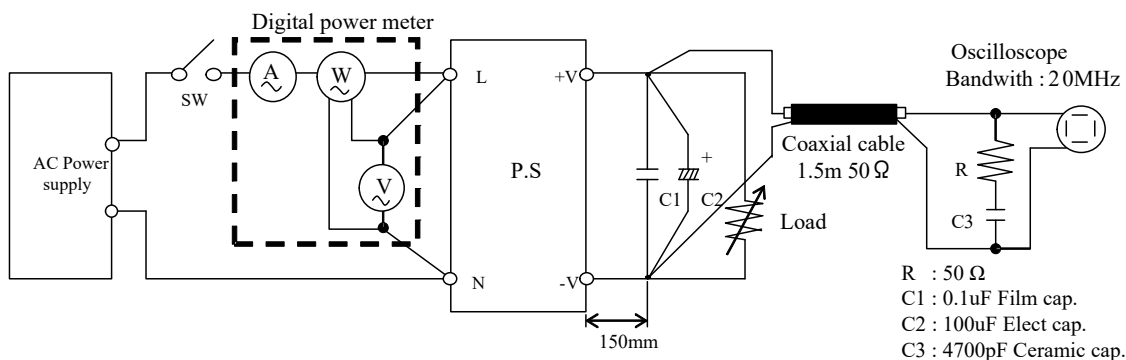 Digital power meter
Oscilloscope
Bandwith : 20MHz
A
W
L
+V
SW
AC Power
supply
P.S
Coaxial cable
1.5m 50Ω
V
+
C1
C2
R
Load
C3
N
-V
R : 50 Ω
C1 : 0.1uF Film cap.
C2 : 100uF Elect cap.
C3 : 4700pF Ceramic cap.
150mm